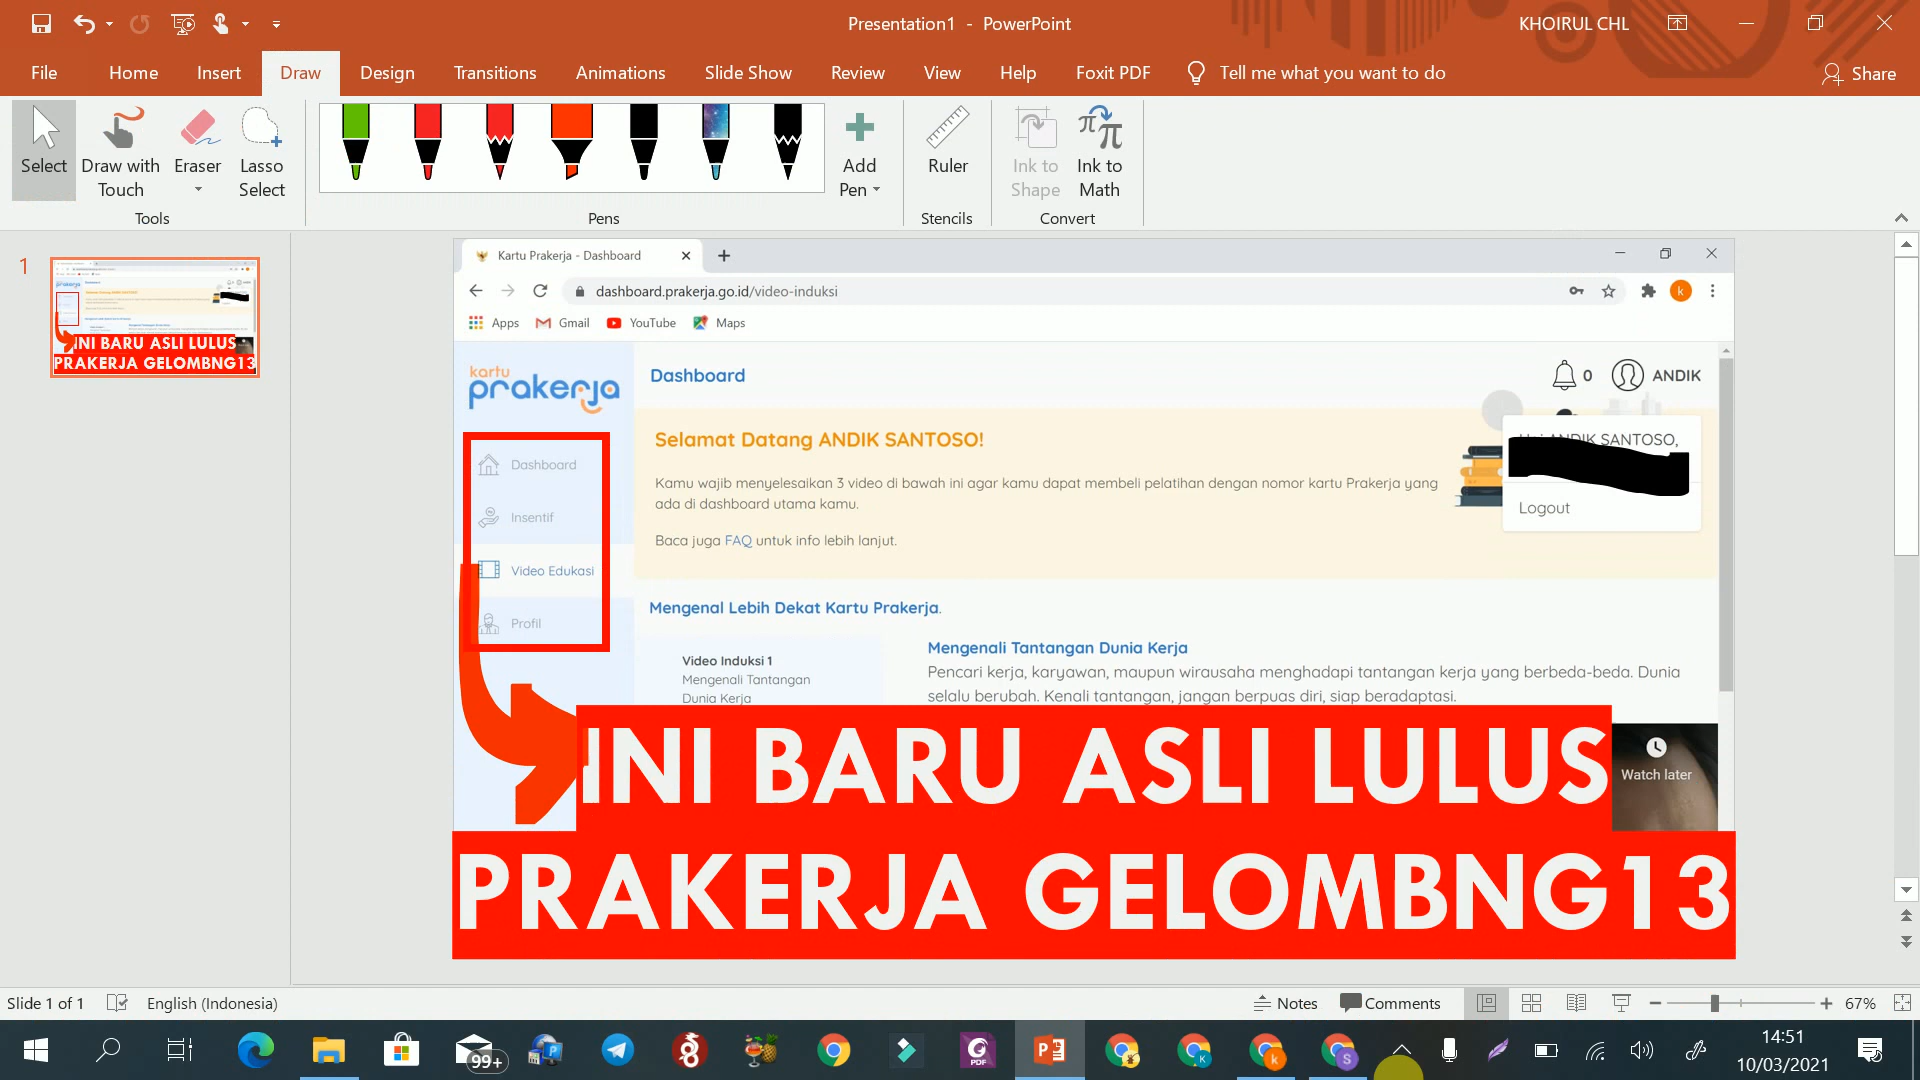 Presentation1 - PowerPoint
KHOIRUL CHL
File Home Insert Draw Design Transitions Animations Slide Show Review View Help Foxit PDF Tell me what you want to do Share
Select
Draw with Touch
Eraser
Lasso Select
Tools
Pens
Add Pen
Ruler
Stencils
Ink to Shape
Ink to Math
Convert
1
Kartu Prakerja - Dashboard
dashboard.prakerja.go.id/video-induksi
k
Apps Gmail YouTube Maps
kartu
prakerja
Dashboard
0 ANDIK
Selamat Datang ANDIK SANTOSO!
ANDIK SANTOSO,
Logout
Kamu wajib menyelesaikan 3 video di bawah ini agar kamu dapat membeli pelatihan dengan nomor kartu Prakerja yang
ada di dashboard utama kamu.
Baca juga FAQ untuk info lebih lanjut.
Dashboard
Insentif
Video Edukasi
Profil
Mengenal Lebih Dekat Kartu Prakerja.
Video Induksi 1
Mengenali Tantangan
Dunia Kerja
Mengenali Tantangan Dunia Kerja
Pencari kerja, karyawan, maupun wirausaha menghadapi tantangan kerja yang berbeda-beda. Dunia
selalu berubah. Kenali tantangan, jangan berpuas diri, siap beradaptasi.
Watch later
INI BARU ASLI LULUS
PRAKERJA GELOMBNG13
INI BARU ASLI LULUS
PRAKERJA GELOMBNG13
Slide 1 of 1 English (Indonesia) Notes Comments 67%
99+
14:51
10/03/2021